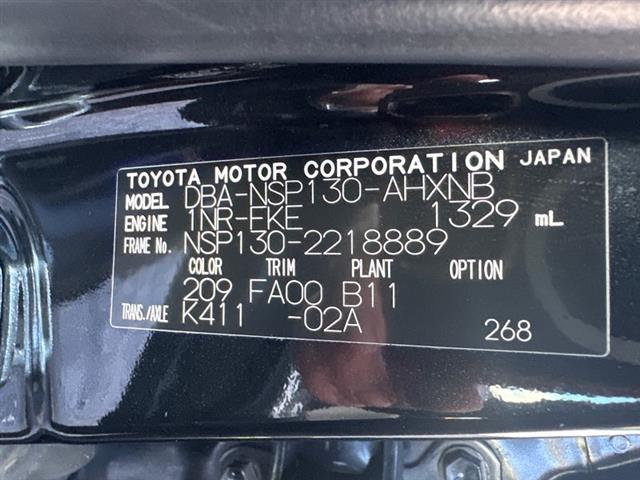 TOYOTA MOTOR CORPORATION JAPAN
MODEL DBA-NSP130-AHXNB
ENGINE 1NR-FKE 1329 mL
FRAME No. NSP130-2218889
COLOR TRIM PLANT OPTION
209 FA00 B11
TRANS./AXLE K411 -02A
268